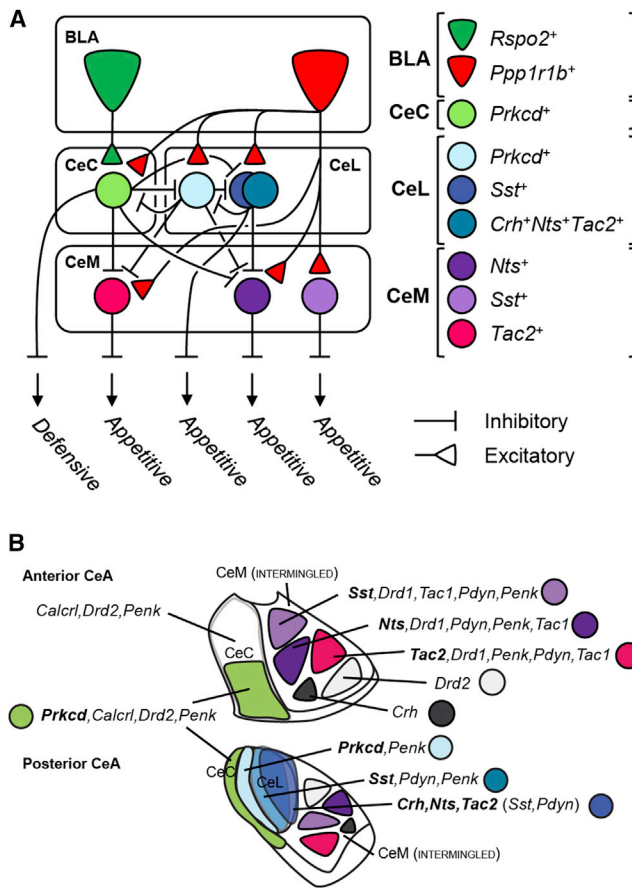 A
BLA
CeC
CeL
CeM
Defensive
Appetitive
Appetitive
Appetitive
Appetitive
BLA
Rspo2+
Ppp1r1b+
CeC
Prkcd+
CeL
Prkcd+
Sst+
Crh+Nts+Tac2+
CeM
Nts+
Sst+
Tac2+
Inhibitory
Excitatory
B
Anterior CeA
CeM (INTERMINGLED)
Calcrl,Drd2,Penk
CeC
Sst,Drd1,Tac1,Pdyn,Penk
Nts,Drd1,Pdyn,Penk,Tac1
Tac2,Drd1,Penk,Pdyn,Tac1
Drd2
Crh
Prkcd,Calcrl,Drd2,Penk
Posterior CeA
CeC
CeL
Prkcd,Penk
Sst,Pdyn,Penk
Crh,Nts,Tac2 (Sst,Pdyn)
CeM (INTERMINGLED)